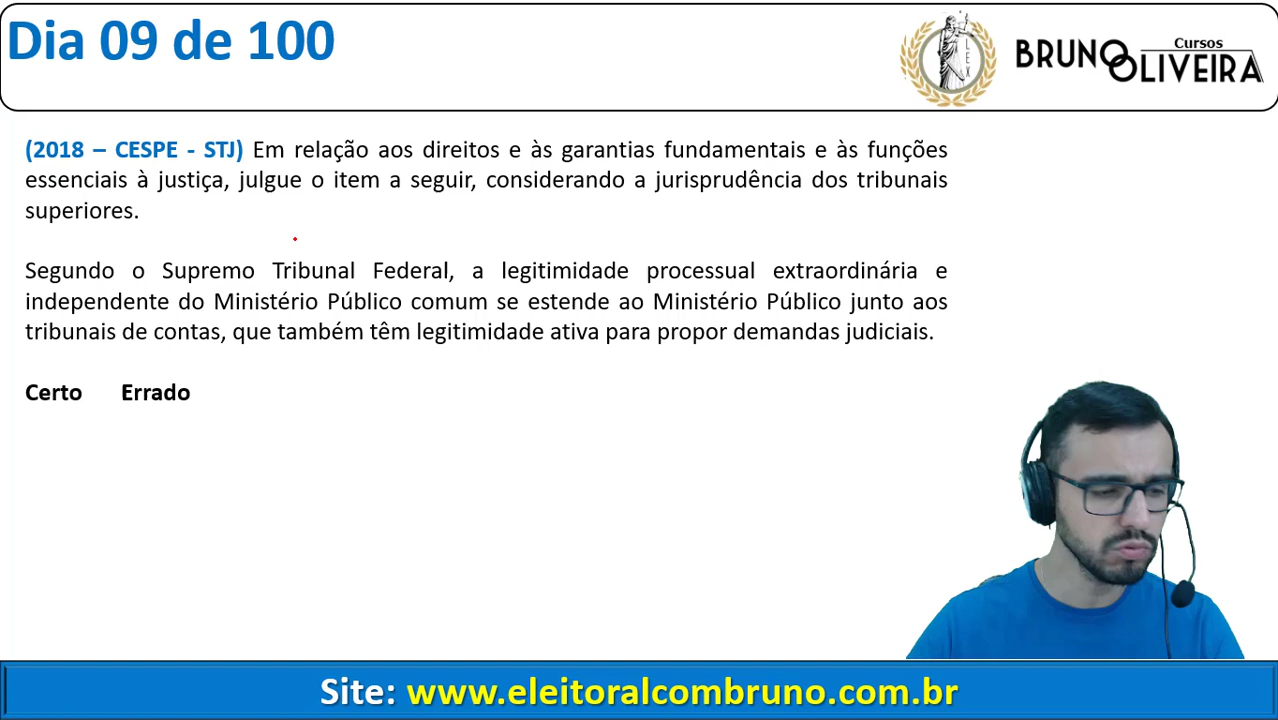 Dia 09 de 100
LEX
Cursos
BRUNO
OLIVEIRA
(2018 – CESPE - STJ) Em relação aos direitos e às garantias fundamentais e às funções
essenciais à justiça, julgue o item a seguir, considerando a jurisprudência dos tribunais
superiores.
Segundo o Supremo Tribunal Federal, a legitimidade processual extraordinária e
independente do Ministério Público comum se estende ao Ministério Público junto aos
tribunais de contas, que também têm legitimidade ativa para propor demandas judiciais.
Certo Errado
Site: www.eleitoralcombruno.com.br